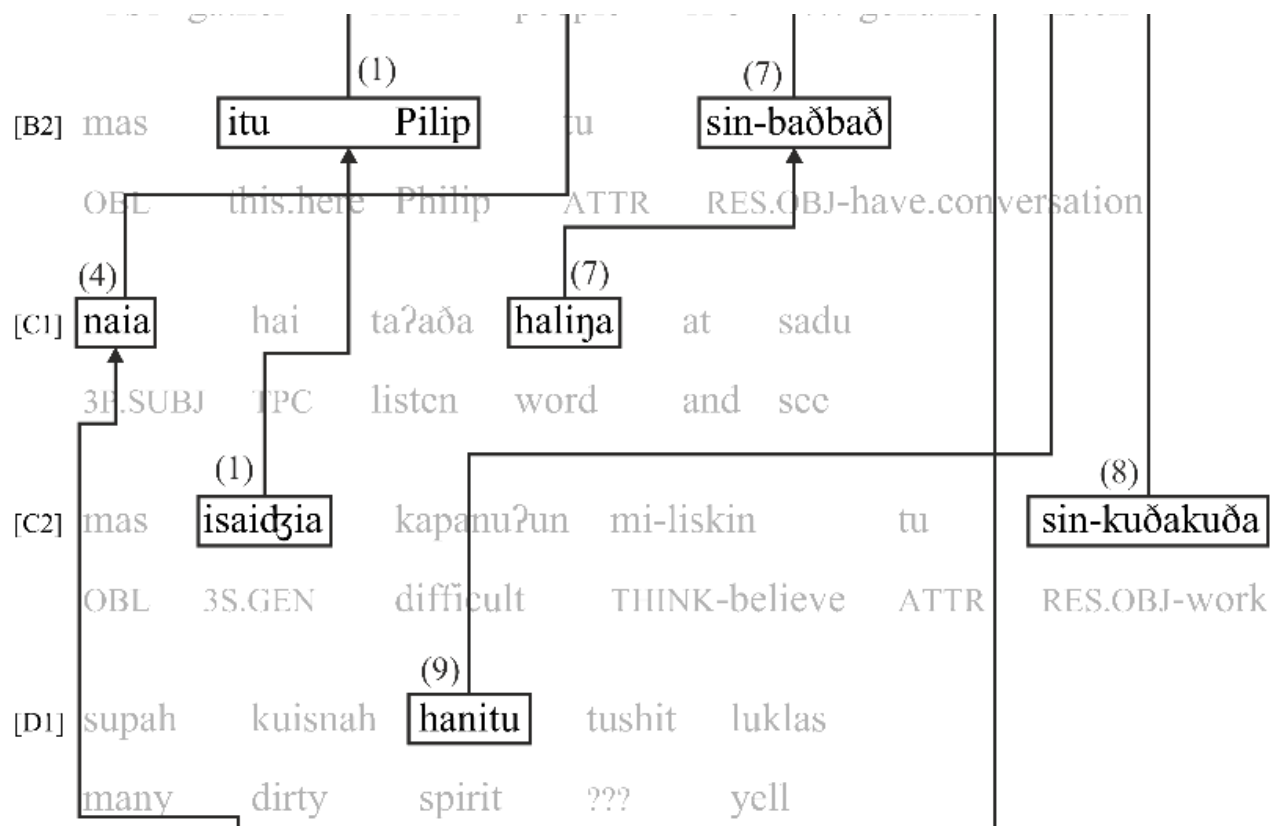 (1) (7)
[B2] mas itu Pilip tu sin-baðbað
OBL this.here Philip ATTR RES.OBJ-have.conversation
(4) (7)
[C1] naia hai taʔaða haliŋa at sadu
3P.SUBJ TPC listen word and see
(1) (8)
[C2] mas isaiʤia kapanuʔun mi-liskin tu sin-kuðakuða
OBL 3S.GEN difficult THINK-believe ATTR RES.OBJ-work
(9)
[D1] supah kuisnah hanitu tushit luklas
many dirty spirit ??? yell